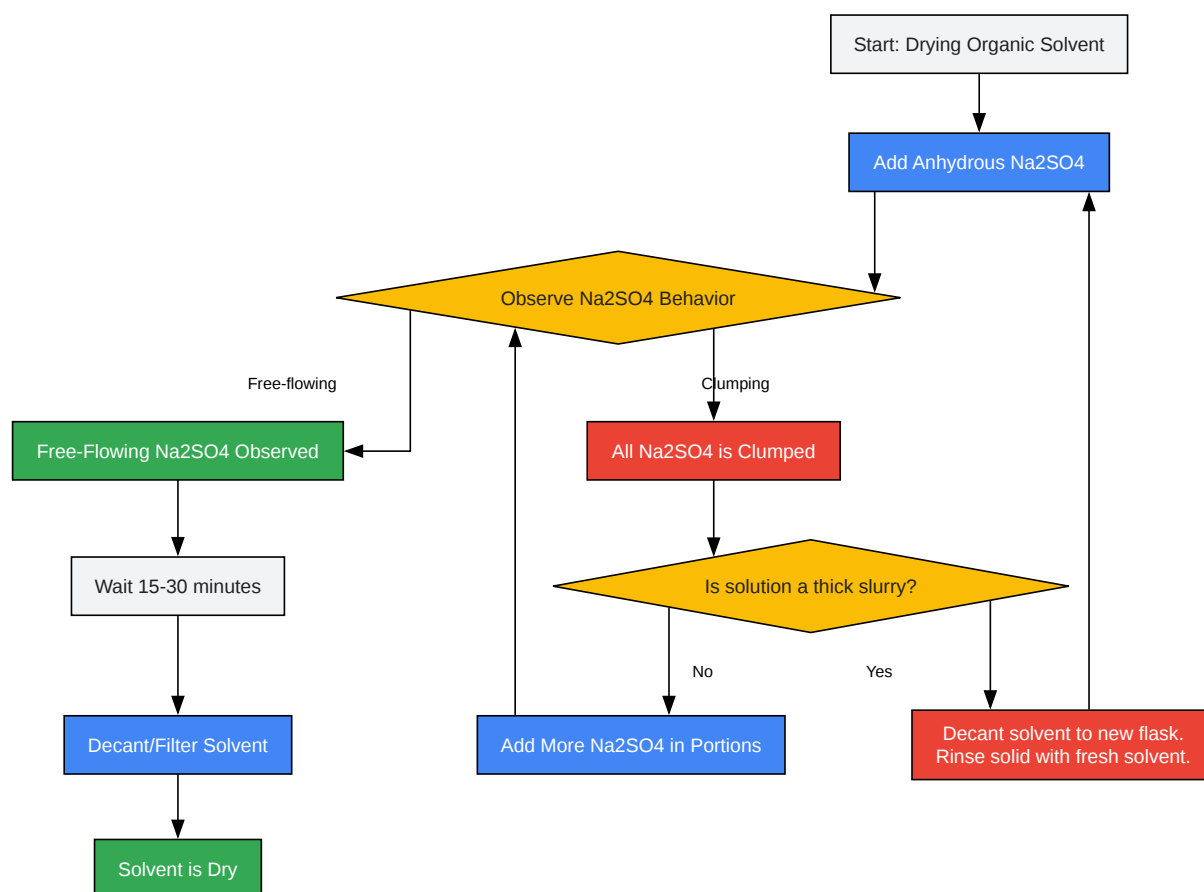 Start: Drying Organic Solvent
Add Anhydrous Na2SO4
Observe Na2SO4 Behavior
Free-flowing
Clumping
Free-Flowing Na2SO4 Observed
All Na2SO4 is Clumped
Wait 15-30 minutes
Is solution a thick slurry?
No
Yes
Decant/Filter Solvent
Add More Na2SO4 in Portions
Decant solvent to new flask.
Rinse solid with fresh solvent.
Solvent is Dry